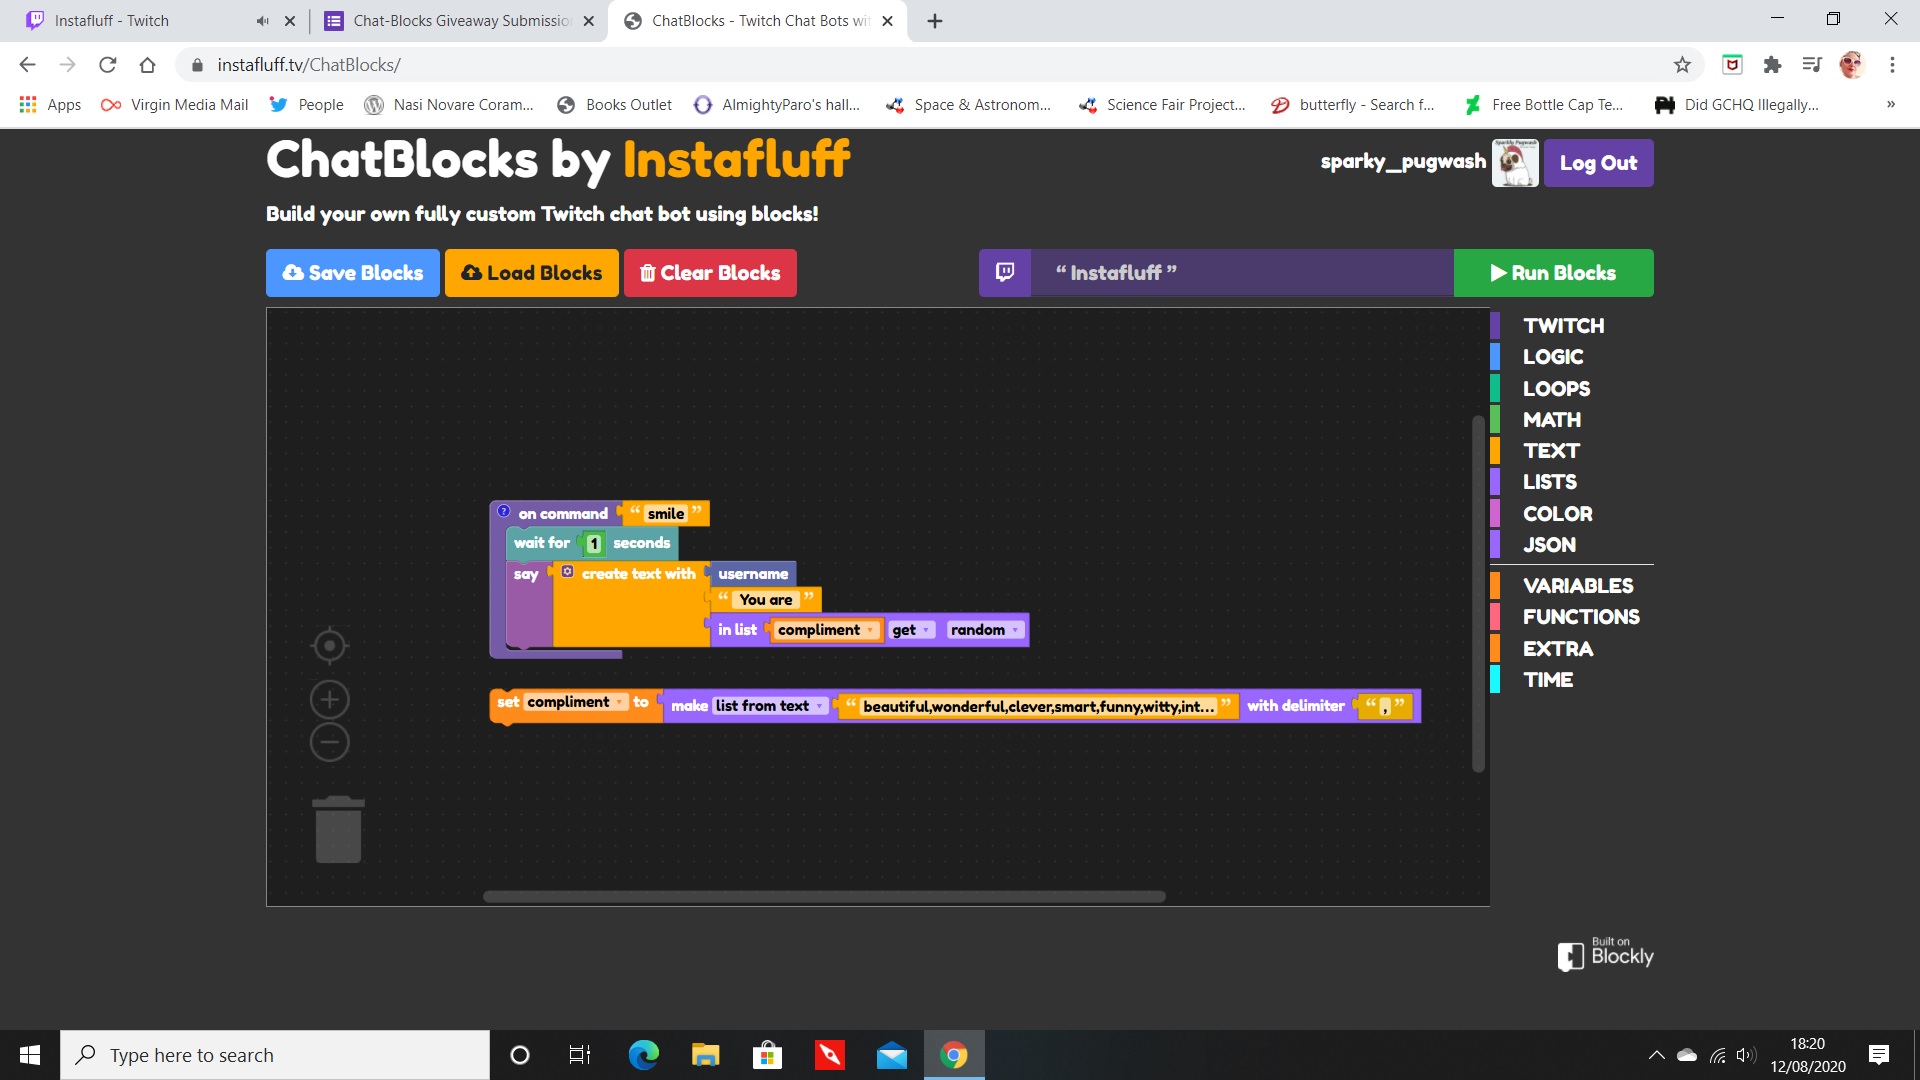 Instafluff - Twitch
Chat-Blocks Giveaway Submissio
ChatBlocks - Twitch Chat Bots wi
instafluff.tv/ChatBlocks/
Apps
Virgin Media Mail
People
Nasi Novare Coram...
Books Outlet
AlmightyParo's hall...
Space & Astronom...
Science Fair Project...
butterfly - Search f...
Free Bottle Cap Te...
Did GCHQ Illegally...
»
ChatBlocks by Instafluff
sparky_pugwash
Sparkly Pugwash
Log Out
Build your own fully custom Twitch chat bot using blocks!
Save Blocks
Load Blocks
Clear Blocks
“ Instafluff ”
Run Blocks
TWITCH
LOGIC
LOOPS
MATH
TEXT
LISTS
COLOR
JSON
VARIABLES
FUNCTIONS
EXTRA
TIME
? on command “ smile ”
wait for 1 seconds
say create text with username
“ You are ”
in list compliment get random
set compliment to make list from text “ beautiful,wonderful,clever,smart,funny,witty,int... ” with delimiter “ , ”
Built on
Blockly
Type here to search
18:20
12/08/2020